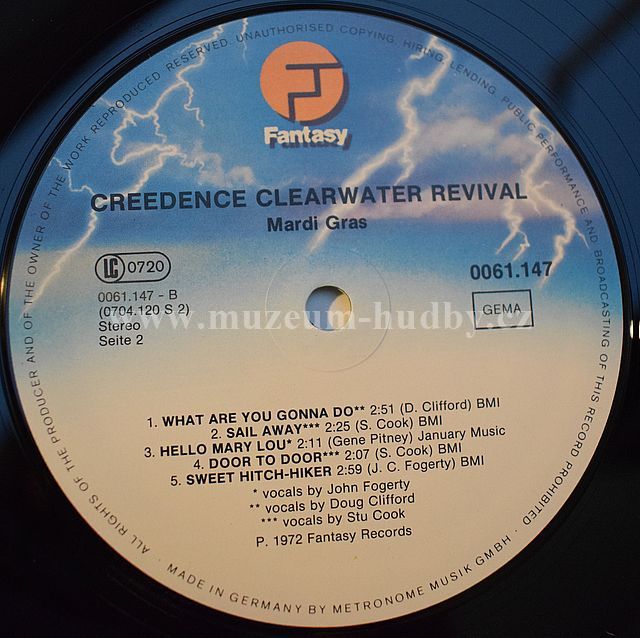 ALL RIGHTS OF THE PRODUCER AND OF THE OWNER OF THE WORK REPRODUCED RESERVED. UNAUTHORISED COPYING, HIRING, LENDING, PUBLIC PERFORMANCE AND BROADCASTING OF THIS RECORD PROHIBITED
Fantasy
CREEDENCE CLEARWATER REVIVAL
Mardi Gras
LC 0720
0061.147
0061.147 - B
(0704.120 S 2)
GEMA
Stereo
Seite 2
www.muzeum-hudby.cz
1. WHAT ARE YOU GONNA DO** 2:51 (D. Clifford) BMI
2. SAIL AWAY*** 2:25 (S. Cook) BMI
3. HELLO MARY LOU* 2:11 (Gene Pitney) January Music
4. DOOR TO DOOR*** 2:07 (S. Cook) BMI
5. SWEET HITCH-HIKER 2:59 (J. C. Fogerty) BMI
* vocals by John Fogerty
** vocals by Doug Clifford
*** vocals by Stu Cook
P. 1972 Fantasy Records
· MADE IN GERMANY BY METRONOME MUSIK GMBH ·